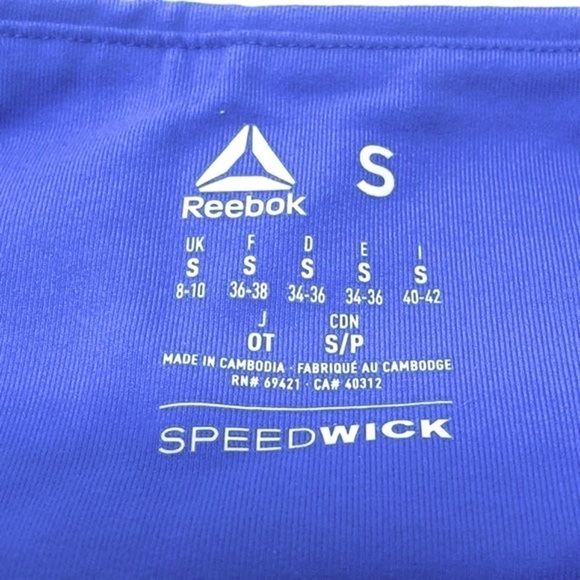 Reebok S
UK F D E I
S S S S S
8-10 36-38 34-36 34-36 40-42
J CDN
OT S/P
MADE IN CAMBODIA · FABRIQUÉ AU CAMBODGE
RN# 69421 · CA# 40312
SPEEDWICK